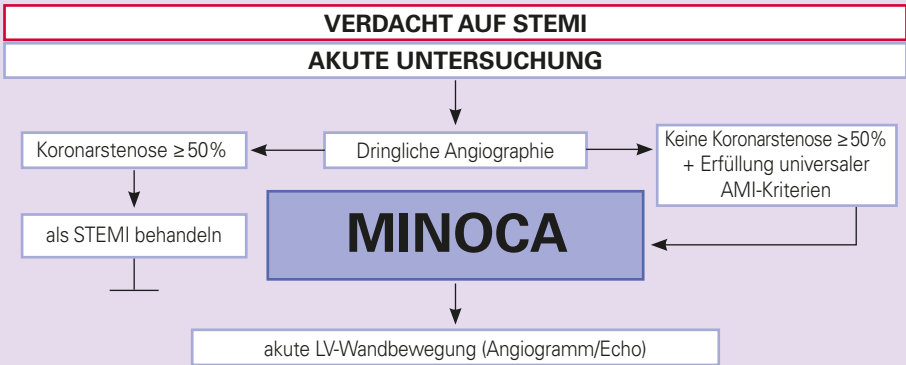 VERDACHT AUF STEMI
AKUTE UNTERSUCHUNG
Koronarstenose ≥50%
Dringliche Angiographie
Keine Koronarstenose ≥50%
+ Erfüllung universaler
AMI-Kriterien
als STEMI behandeln
MINOCA
akute LV-Wandbewegung (Angiogramm/Echo)